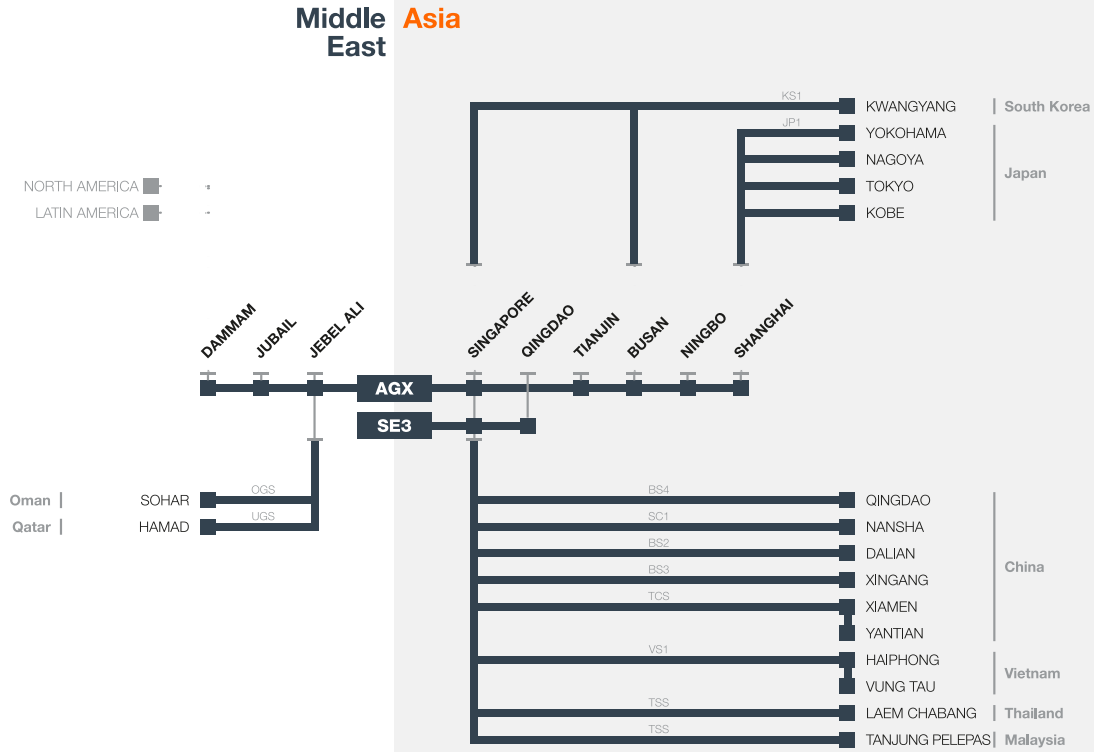 Middle East
Asia
KS1
KWANGYANG
South Korea
JP1
YOKOHAMA
NAGOYA
Japan
NORTH AMERICA
TOKYO
LATIN AMERICA
KOBE
DAMMAM
JUBAIL
JEBEL ALI
SINGAPORE
QINGDAO
TIANJIN
BUSAN
NINGBO
SHANGHAI
AGX
SE3
Oman
SOHAR
OGS
BS4
QINGDAO
Qatar
HAMAD
UGS
SC1
NANSHA
BS2
DALIAN
China
BS3
XINGANG
TCS
XIAMEN
YANTIAN
VS1
HAIPHONG
Vietnam
VUNG TAU
TSS
LAEM CHABANG
Thailand
TSS
TANJUNG PELEPAS
Malaysia